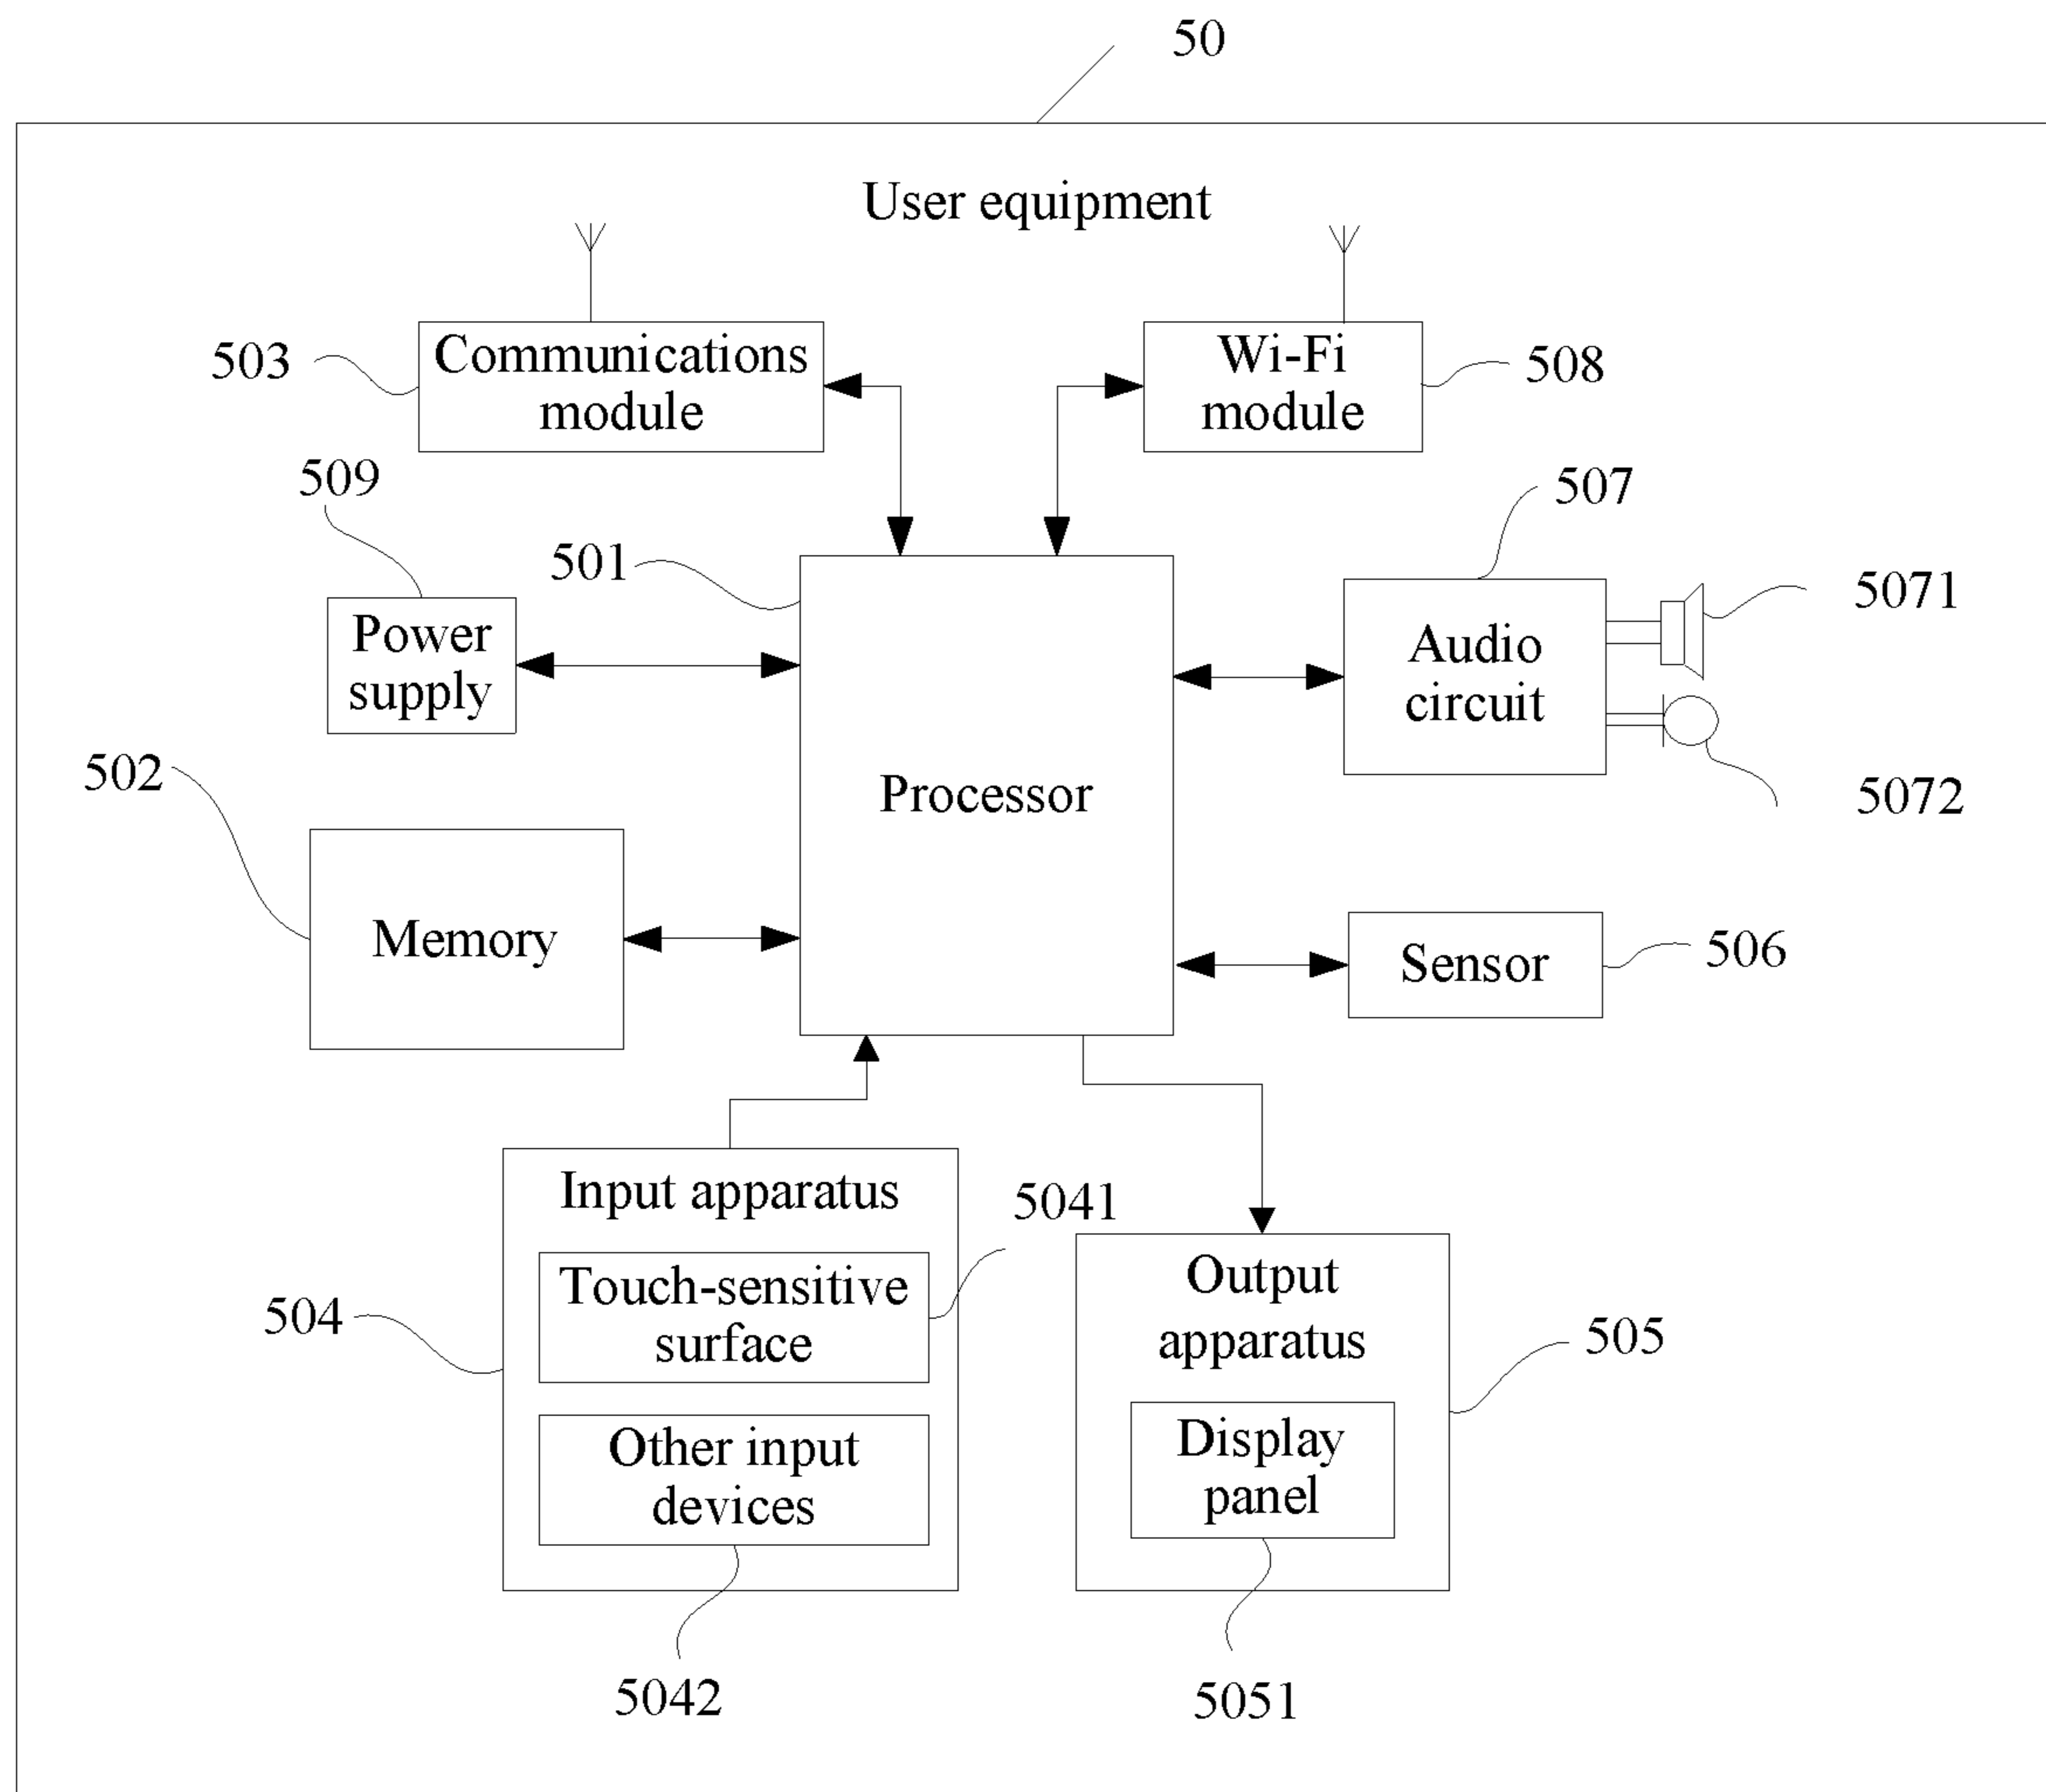 50
User equipment
503
Communications
module
Wi-Fi
module
508
509
501
507
Power
supply
Audio
circuit
5071
502
Processor
5072
Memory
Sensor
506
Input apparatus
5041
Touch-sensitive
surface
504
Output
apparatus
505
Other input
devices
Display
panel
5042
5051